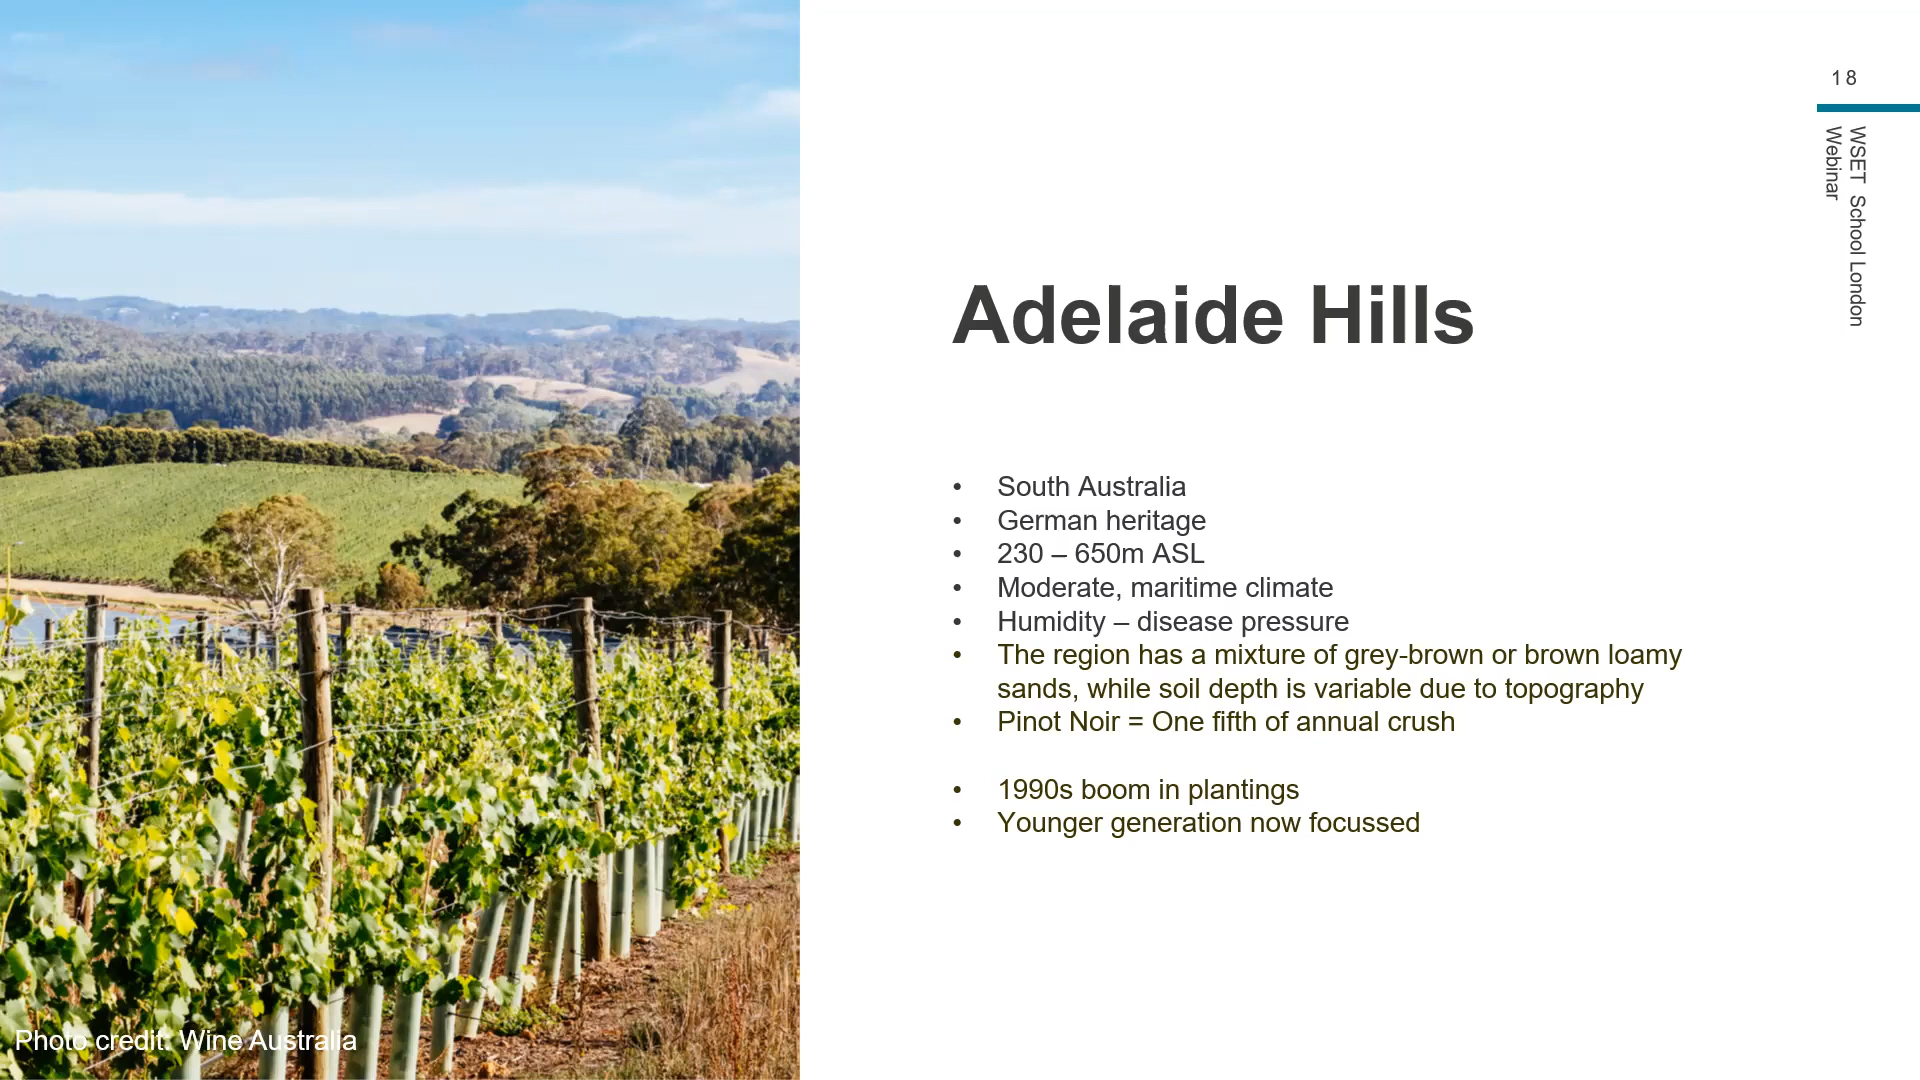 18
WSET School London
Webinar
Adelaide Hills
• South Australia
• German heritage
• 230 – 650m ASL
• Moderate, maritime climate
• Humidity – disease pressure
• The region has a mixture of grey-brown or brown loamy
sands, while soil depth is variable due to topography
• Pinot Noir = One fifth of annual crush
• 1990s boom in plantings
• Younger generation now focussed
Photo credit: Wine Australia